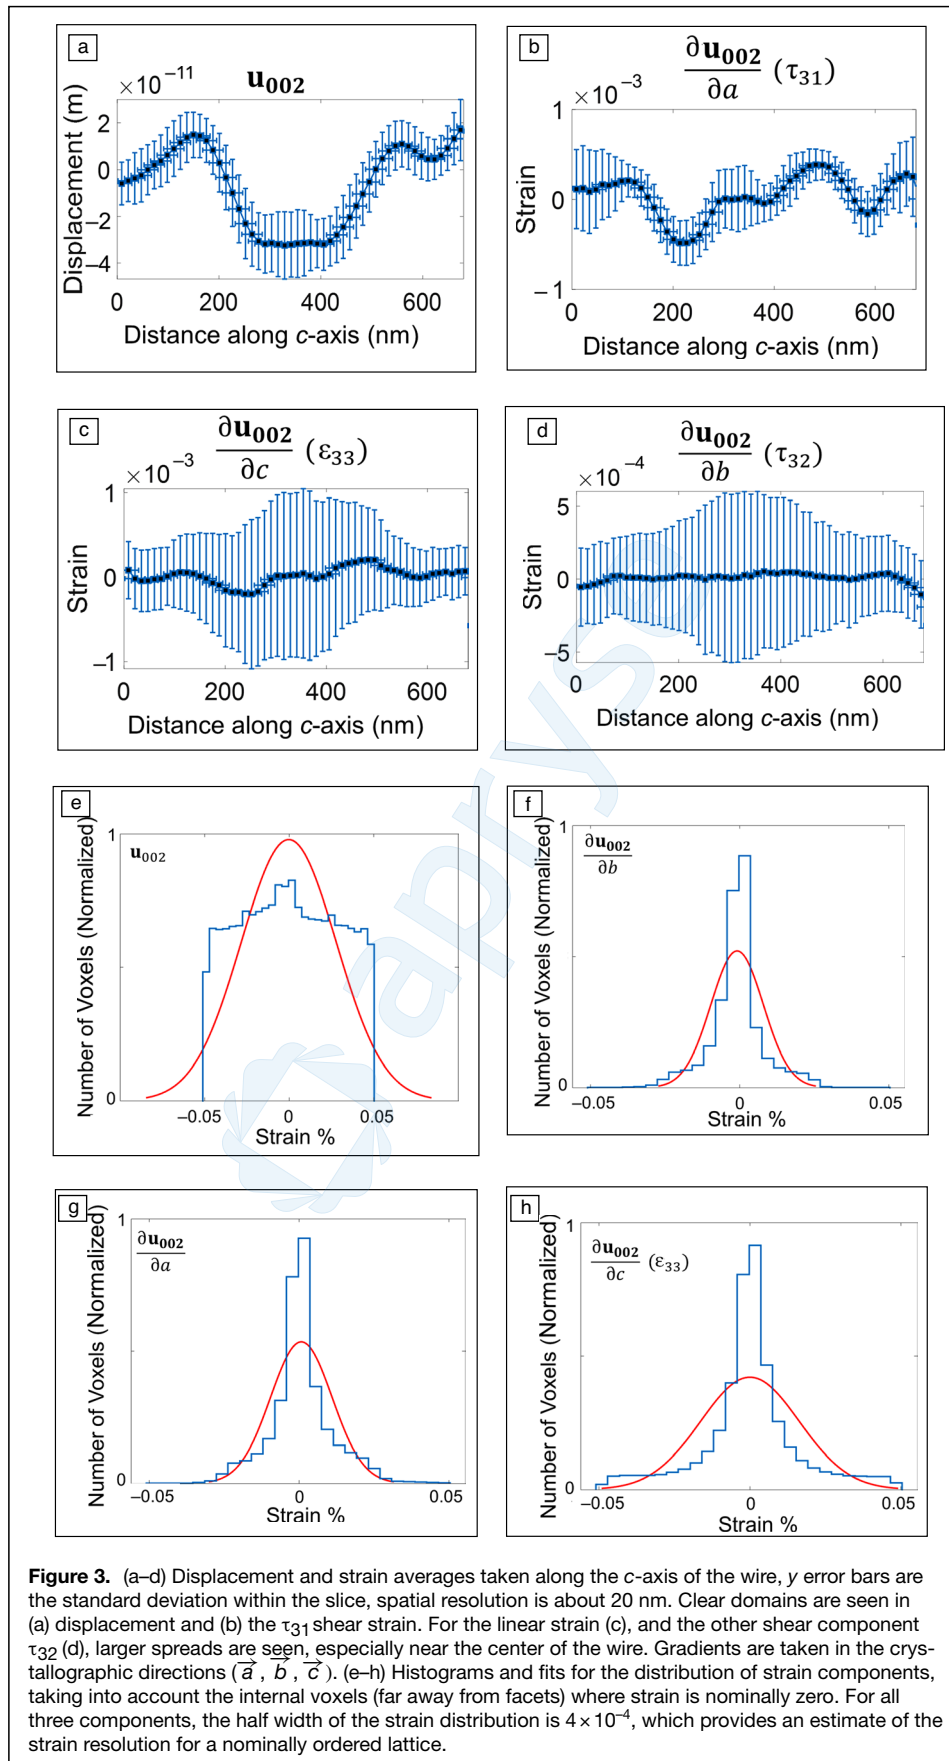 a
u002
×10−11
Displacement (m)
2
0
−2
−4
0 200 400 600
Distance along c-axis (nm)
b
∂u002
∂a
(τ31)
×10−3
Strain
1
0
−1
0 200 400 600
Distance along c-axis (nm)
c
∂u002
∂c
(ε33)
×10−3
Strain
1
0
−1
0 200 400 600
Distance along c-axis (nm)
d
∂u002
∂b
(τ32)
×10−4
Strain
5
0
−5
0 200 400 600
Distance along c-axis (nm)
e
u002
Number of Voxels (Normalized)
1
0
−0.05 0 0.05
Strain %
f
∂u002
∂b
Number of Voxels (Normalized)
1
0
−0.05 0 0.05
Strain %
g
∂u002
∂a
Number of Voxels (Normalized)
1
0
−0.05 0 0.05
Strain %
h
∂u002
∂c
(ε33)
Number of Voxels (Normalized)
1
0
−0.05 0 0.05
Strain %
apryse
Figure 3. (a–d) Displacement and strain averages taken along the c-axis of the wire, y error bars are
the standard deviation within the slice, spatial resolution is about 20 nm. Clear domains are seen in
(a) displacement and (b) the τ31 shear strain. For the linear strain (c), and the other shear component
τ32 (d), larger spreads are seen, especially near the center of the wire. Gradients are taken in the crys-
tallographic directions (a⃗, b⃗, c⃗). (e–h) Histograms and fits for the distribution of strain components,
taking into account the internal voxels (far away from facets) where strain is nominally zero. For all
three components, the half width of the strain distribution is 4 × 10−4, which provides an estimate of the
strain resolution for a nominally ordered lattice.